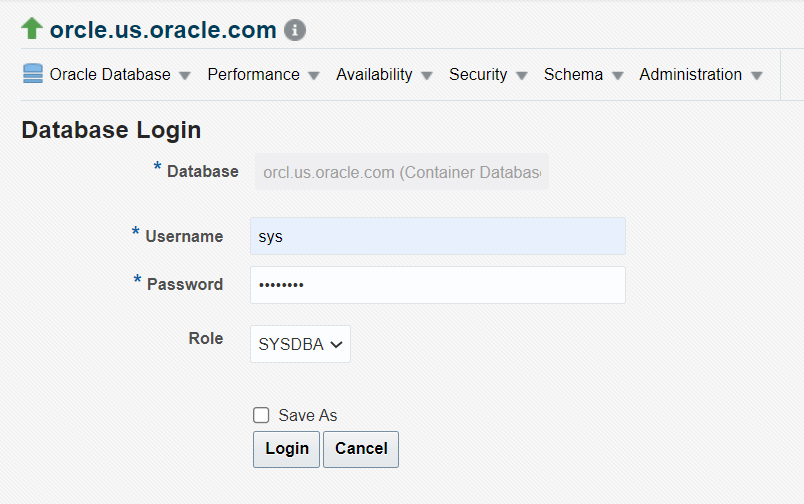 orcle.us.oracle.com
Oracle Database Performance Availability Security Schema Administration
Database Login
* Database orcl.us.oracle.com (Container Databas
* Username sys
* Password ••••••••
Role SYSDBA
Save As
Login Cancel